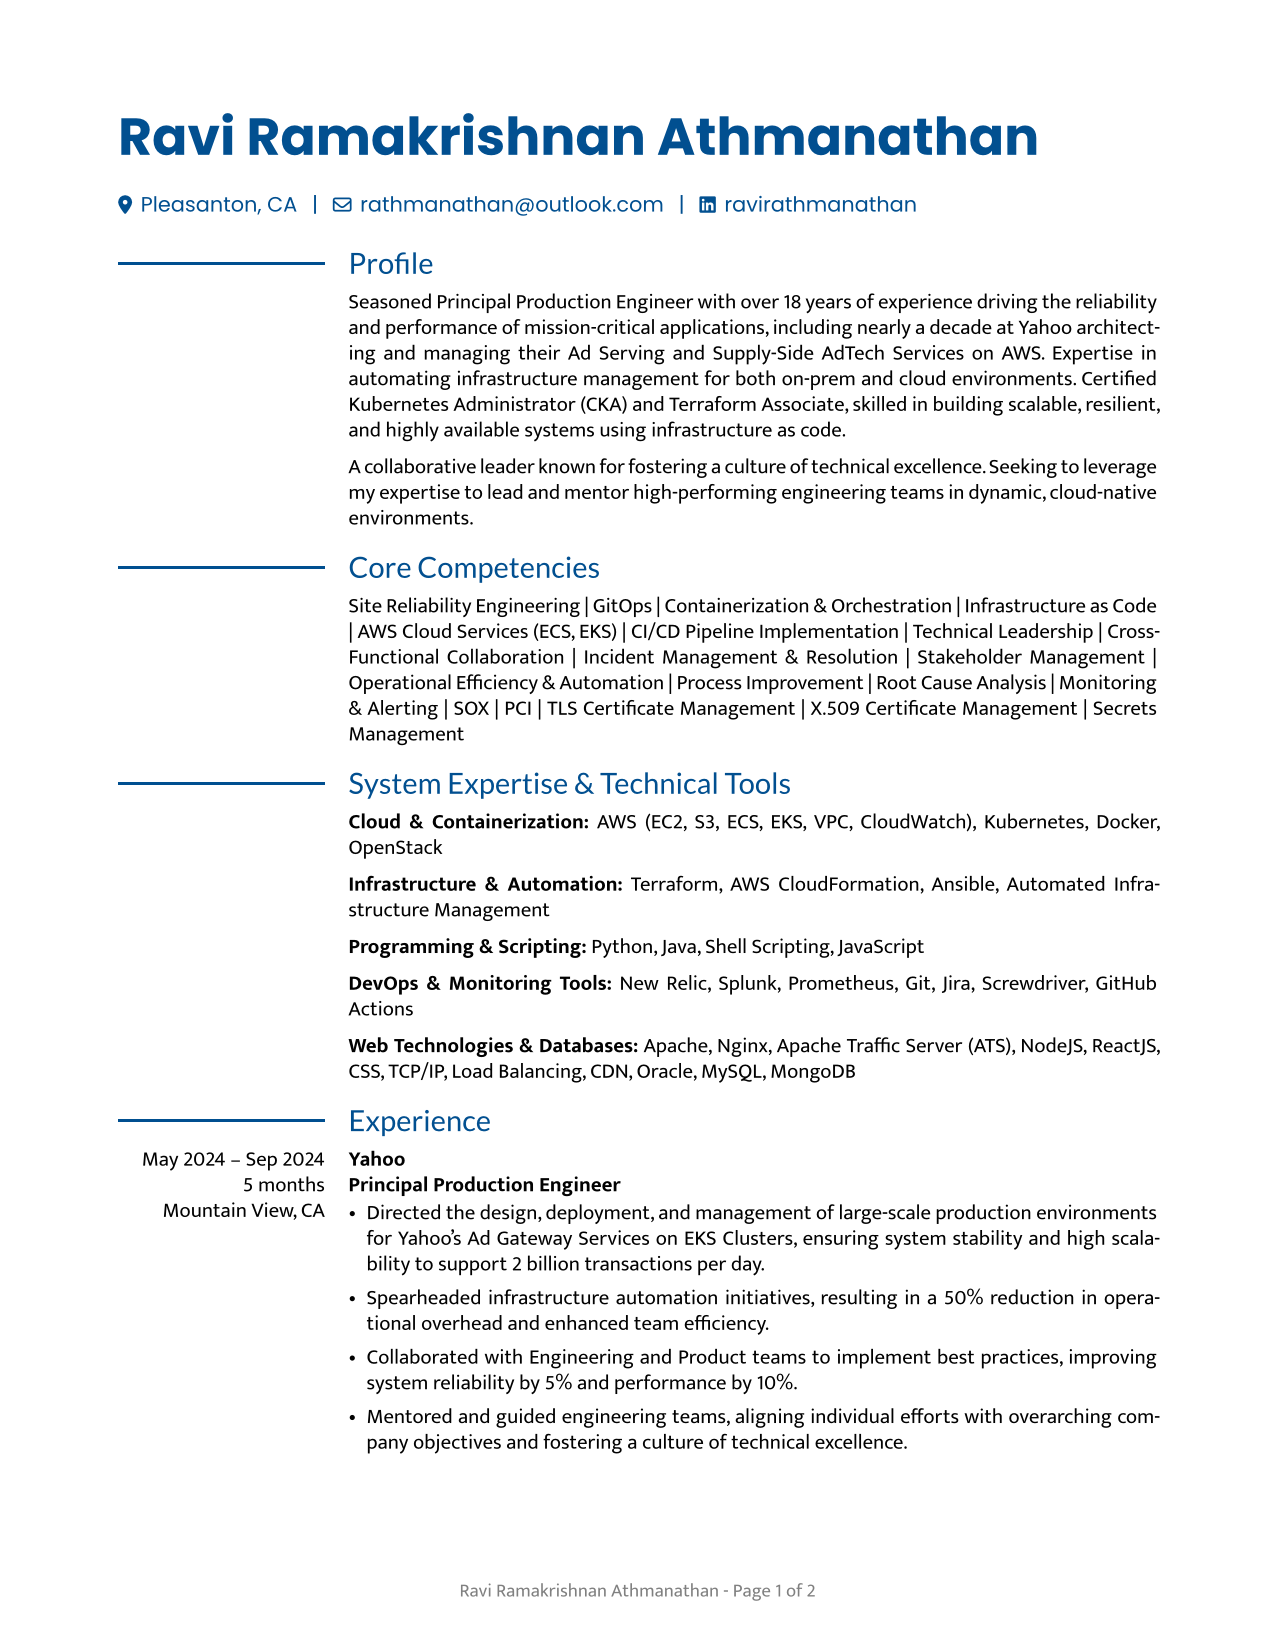 Ravi Ramakrishnan Athmanathan
Pleasanton, CA | rathmanathan@outlook.com | ravirathmanathan
Profile
Seasoned Principal Production Engineer with over 18 years of experience driving the reliability
and performance of mission-critical applications, including nearly a decade at Yahoo architect-
ing and managing their Ad Serving and Supply-Side AdTech Services on AWS. Expertise in
automating infrastructure management for both on-prem and cloud environments. Certified
Kubernetes Administrator (CKA) and Terraform Associate, skilled in building scalable, resilient,
and highly available systems using infrastructure as code.
A collaborative leader known for fostering a culture of technical excellence. Seeking to leverage
my expertise to lead and mentor high-performing engineering teams in dynamic, cloud-native
environments.
Core Competencies
Site Reliability Engineering | GitOps | Containerization & Orchestration | Infrastructure as Code
| AWS Cloud Services (ECS, EKS) | CI/CD Pipeline Implementation | Technical Leadership | Cross-
Functional Collaboration | Incident Management & Resolution | Stakeholder Management |
Operational Efficiency & Automation | Process Improvement | Root Cause Analysis | Monitoring
& Alerting | SOX | PCI | TLS Certificate Management | X.509 Certificate Management | Secrets
Management
System Expertise & Technical Tools
Cloud & Containerization: AWS (EC2, S3, ECS, EKS, VPC, CloudWatch), Kubernetes, Docker,
OpenStack
Infrastructure & Automation: Terraform, AWS CloudFormation, Ansible, Automated Infra-
structure Management
Programming & Scripting: Python, Java, Shell Scripting, JavaScript
DevOps & Monitoring Tools: New Relic, Splunk, Prometheus, Git, Jira, Screwdriver, GitHub
Actions
Web Technologies & Databases: Apache, Nginx, Apache Traffic Server (ATS), NodeJS, ReactJS,
CSS, TCP/IP, Load Balancing, CDN, Oracle, MySQL, MongoDB
Experience
May 2024 – Sep 2024
5 months
Mountain View, CA
Yahoo
Principal Production Engineer
• Directed the design, deployment, and management of large-scale production environments
for Yahoo’s Ad Gateway Services on EKS Clusters, ensuring system stability and high scala-
bility to support 2 billion transactions per day.
• Spearheaded infrastructure automation initiatives, resulting in a 50% reduction in opera-
tional overhead and enhanced team efficiency.
• Collaborated with Engineering and Product teams to implement best practices, improving
system reliability by 5% and performance by 10%.
• Mentored and guided engineering teams, aligning individual efforts with overarching com-
pany objectives and fostering a culture of technical excellence.
Ravi Ramakrishnan Athmanathan - Page 1 of 2